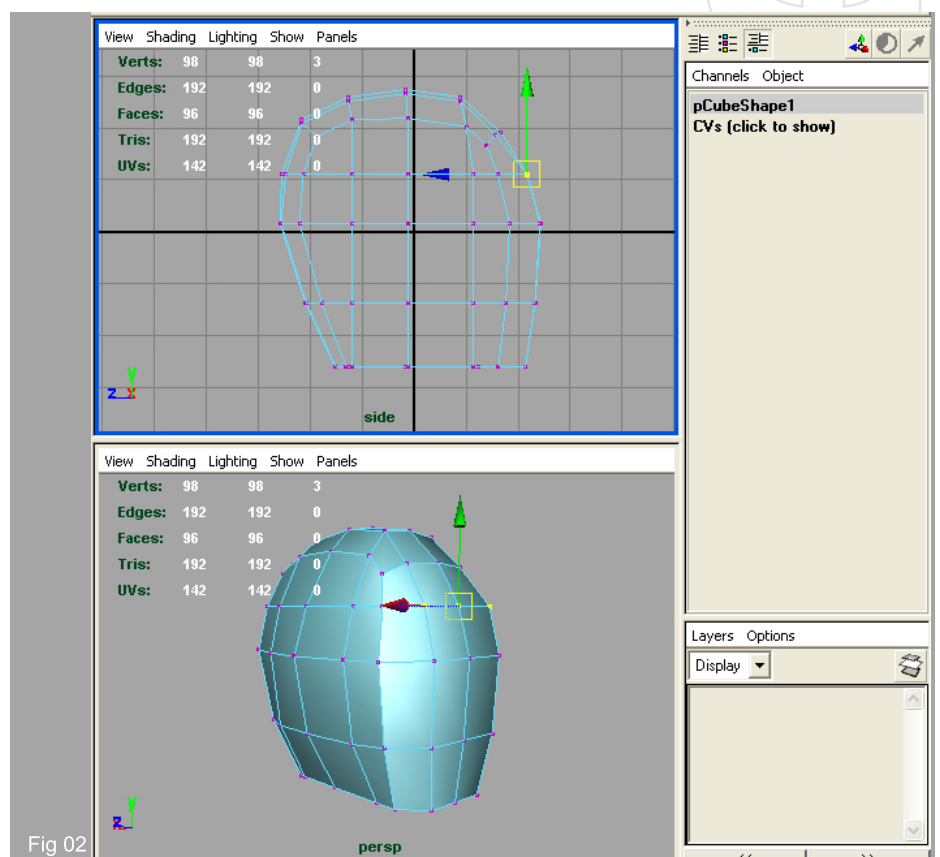 View Shading Lighting Show Panels
Verts: 98 98 3
Edges: 192 192 0
Faces: 96 96 0
Tris: 192 192 0
UVs: 142 142 0
y
z x
side
View Shading Lighting Show Panels
Verts: 98 98 3
Edges: 192 192 0
Faces: 96 96 0
Tris: 192 192 0
UVs: 142 142 0
y
z
persp
Channels Object
pCubeShape1
CVs (click to show)
Layers Options
Display
Fig 02